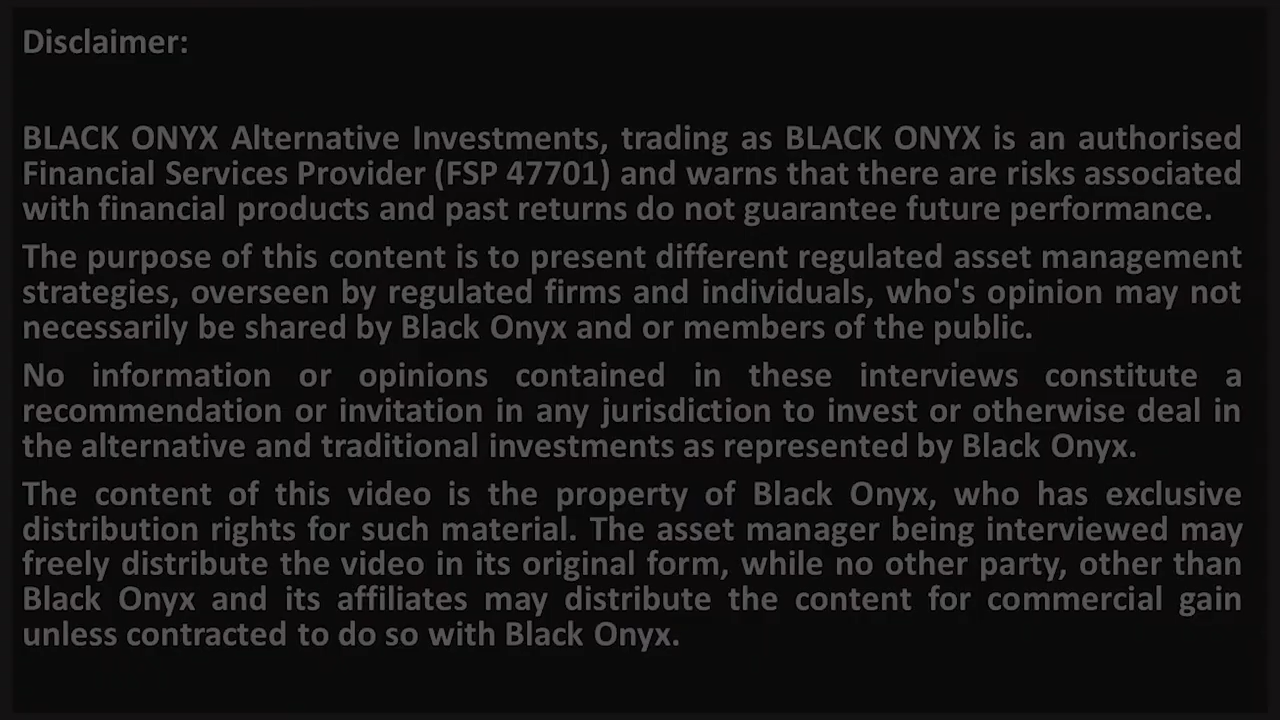 Disclaimer:
BLACK ONYX Alternative Investments, trading as BLACK ONYX is an authorised
Financial Services Provider (FSP 47701) and warns that there are risks associated
with financial products and past returns do not guarantee future performance.
The purpose of this content is to present different regulated asset management
strategies, overseen by regulated firms and individuals, who's opinion may not
necessarily be shared by Black Onyx and or members of the public.
No information or opinions contained in these interviews constitute a
recommendation or invitation in any jurisdiction to invest or otherwise deal in
the alternative and traditional investments as represented by Black Onyx.
The content of this video is the property of Black Onyx, who has exclusive
distribution rights for such material. The asset manager being interviewed may
freely distribute the video in its original form, while no other party, other than
Black Onyx and its affiliates may distribute the content for commercial gain
unless contracted to do so with Black Onyx.